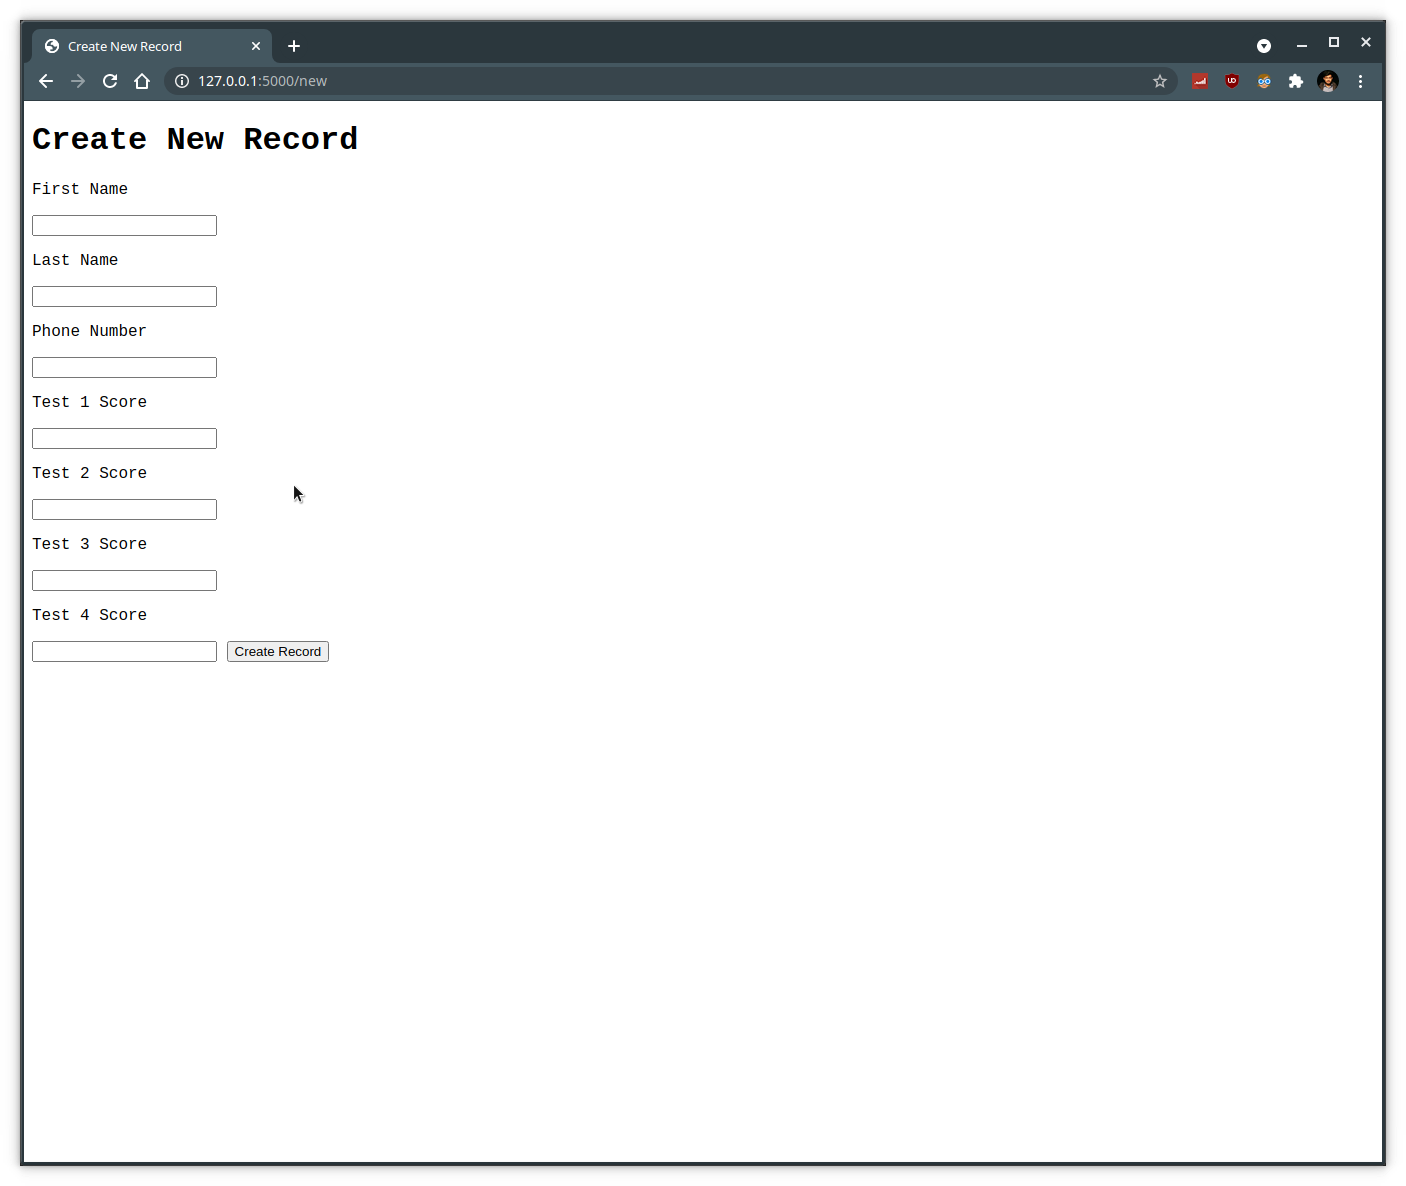 Create New Record
127.0.0.1:5000/new
Create New Record
First Name
Last Name
Phone Number
Test 1 Score
Test 2 Score
Test 3 Score
Test 4 Score
Create Record